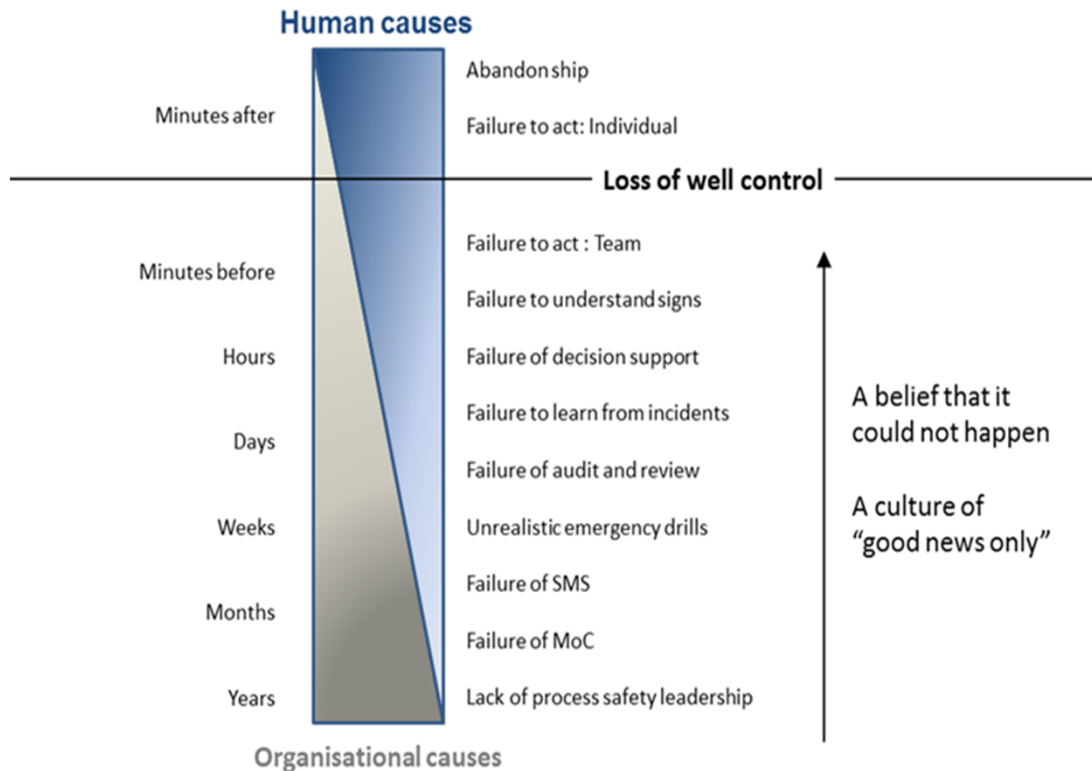 Human causes
Abandon ship
Minutes after
Failure to act: Individual
Loss of well control
Failure to act : Team
Minutes before
Failure to understand signs
Hours
Failure of decision support
Failure to learn from incidents
A belief that it
could not happen
Days
Failure of audit and review
A culture of
“good news only”
Weeks
Unrealistic emergency drills
Failure of SMS
Months
Failure of MoC
Years
Lack of process safety leadership
Organisational causes